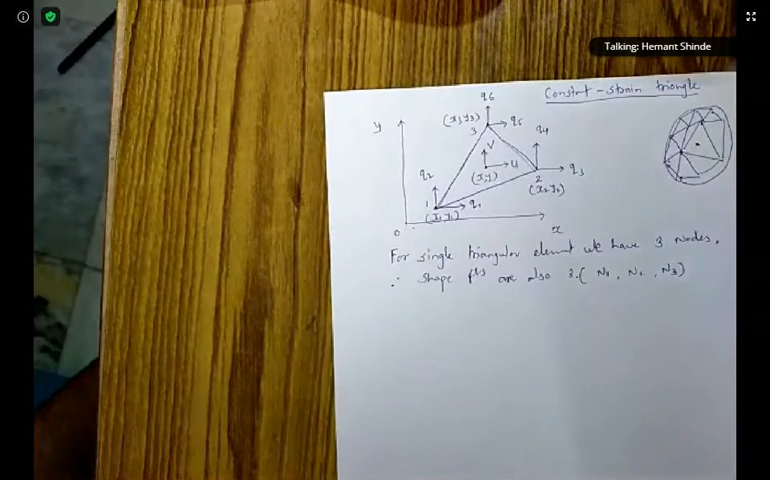 Talking: Hemant Shinde
Constnt-strain triangle
y
q6
(x3,y3)
3
q5
q4
v
u
(x,y)
q2
q3
2
(x2 y2)
1
q1
(x1 y1)
0
x
For single triangular element we have 3 nodes.
∴ shape fns are also 3. ( N1, N2, N3)